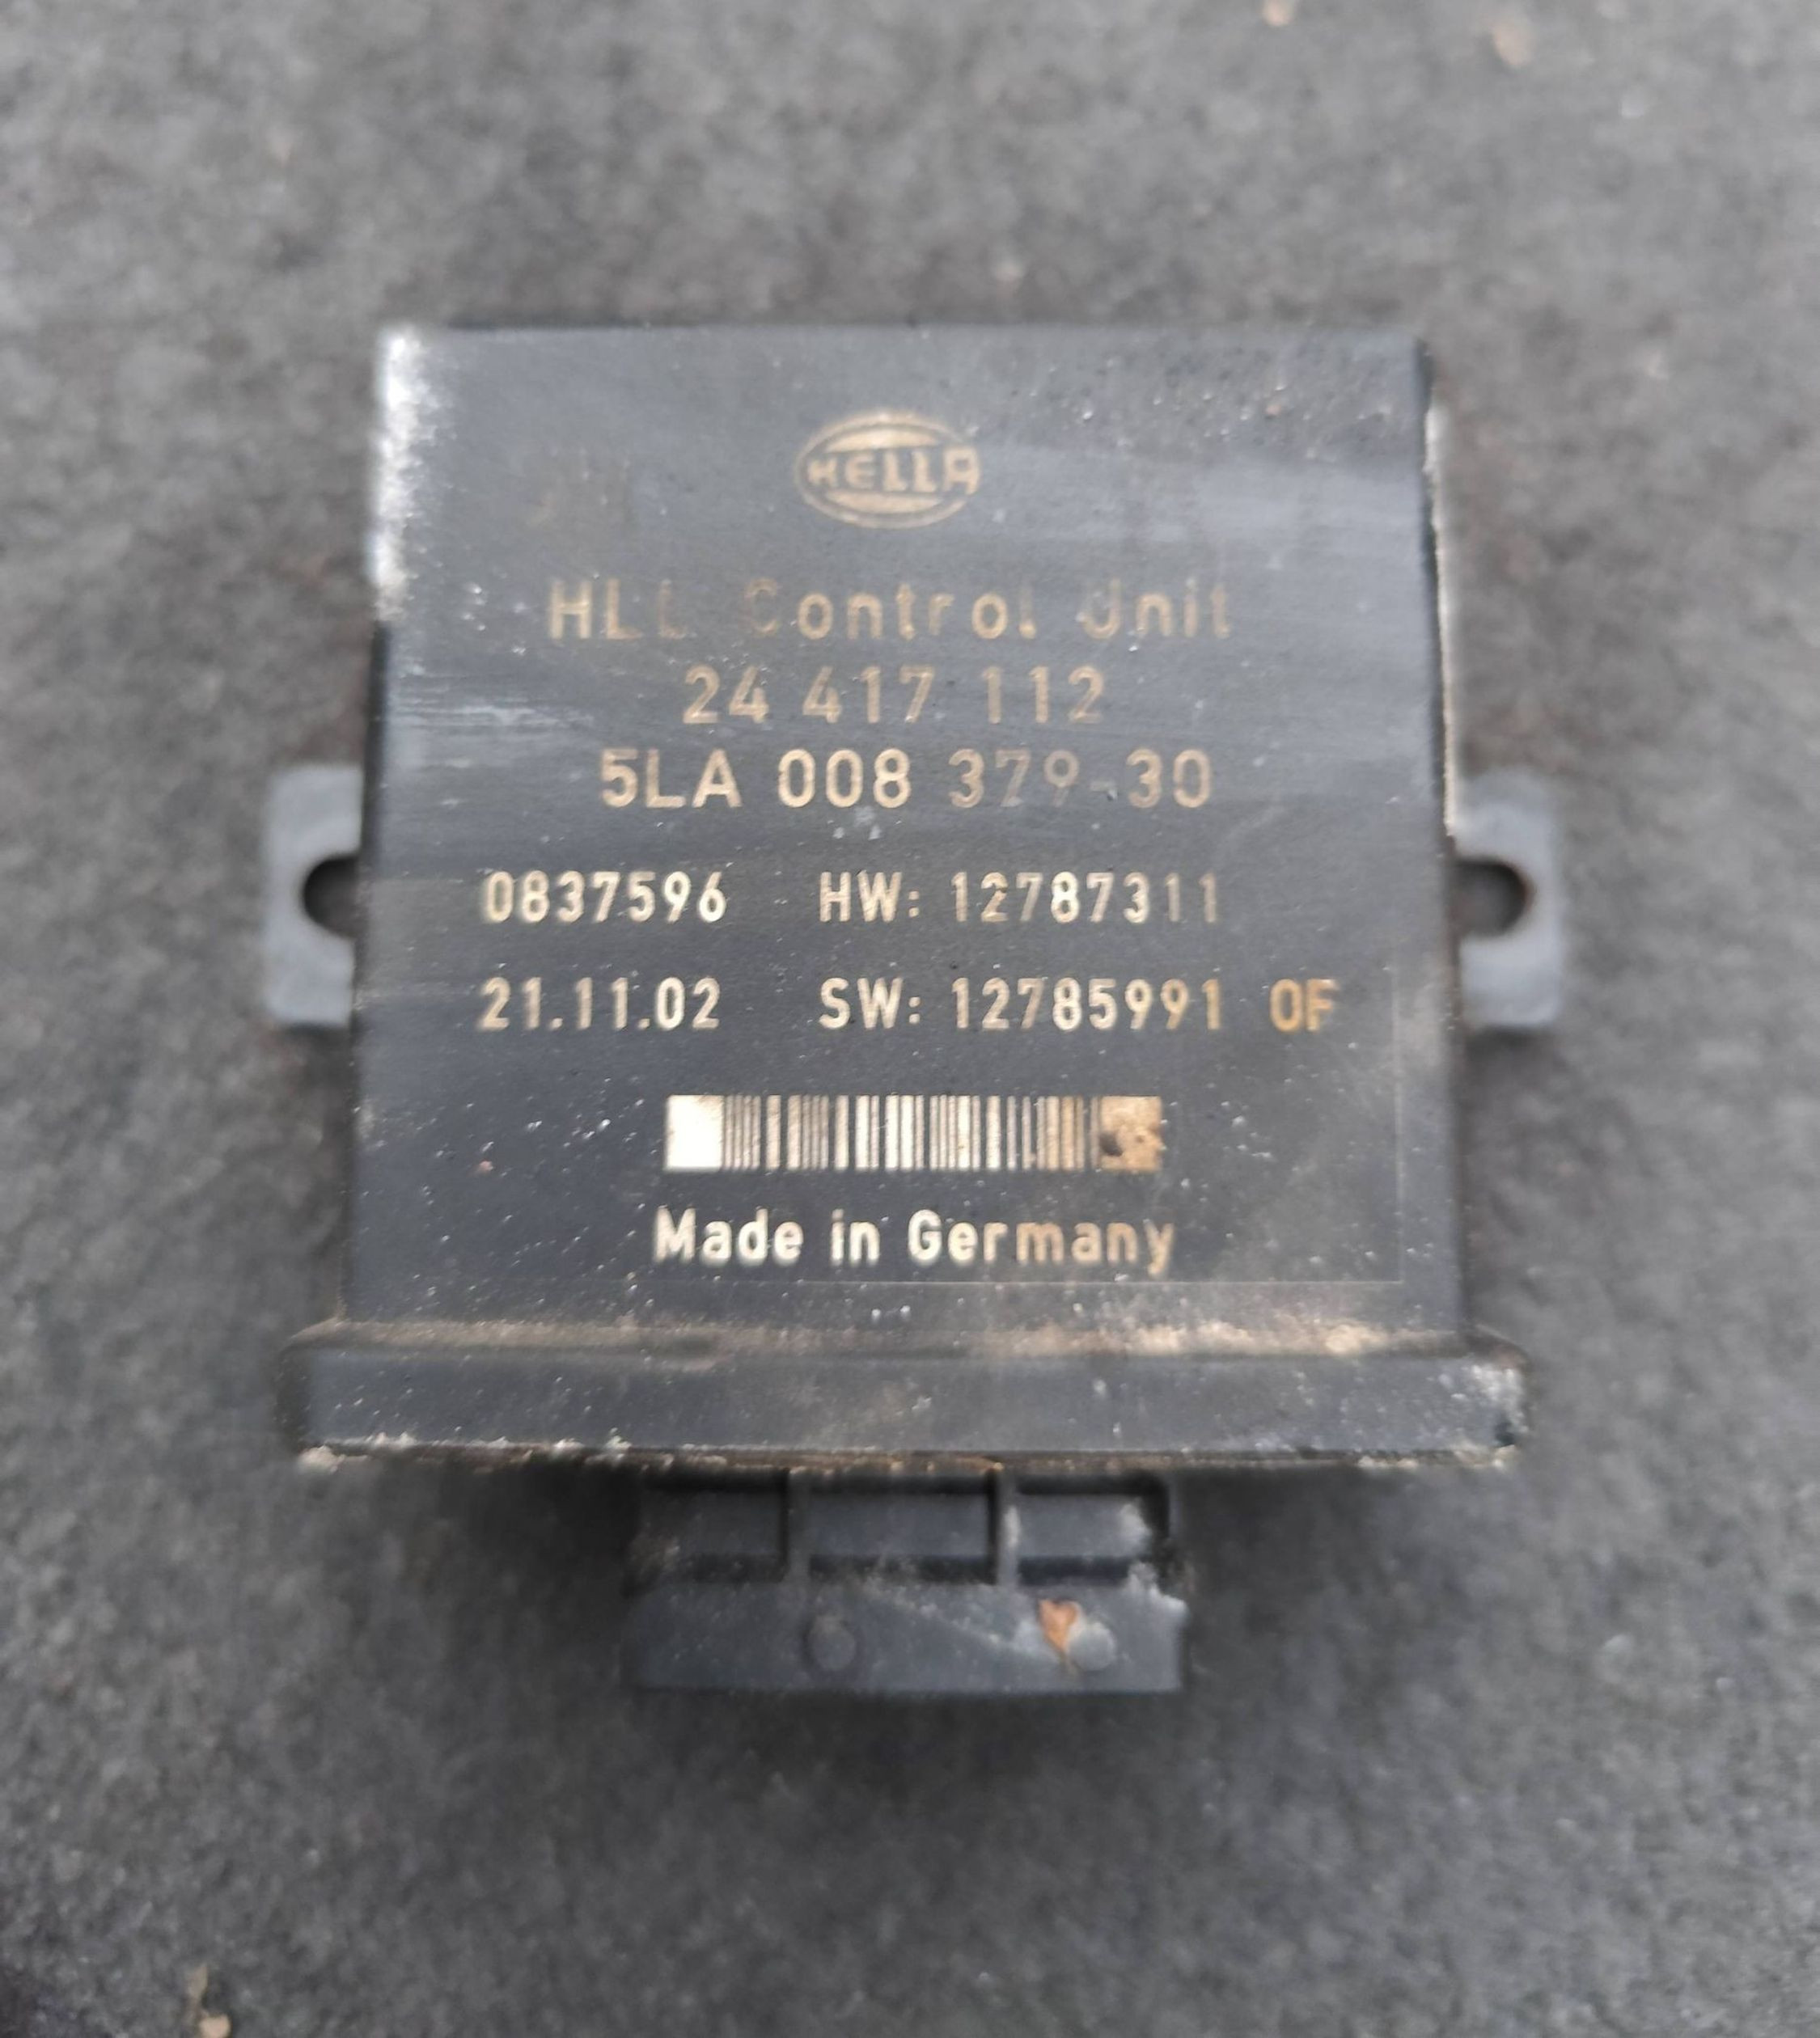 HELLA
HLL Control Unit
24 417 112
5LA 008 379-30
0837596 HW: 12787311
21.11.02 SW: 12785991 0F
Made in Germany